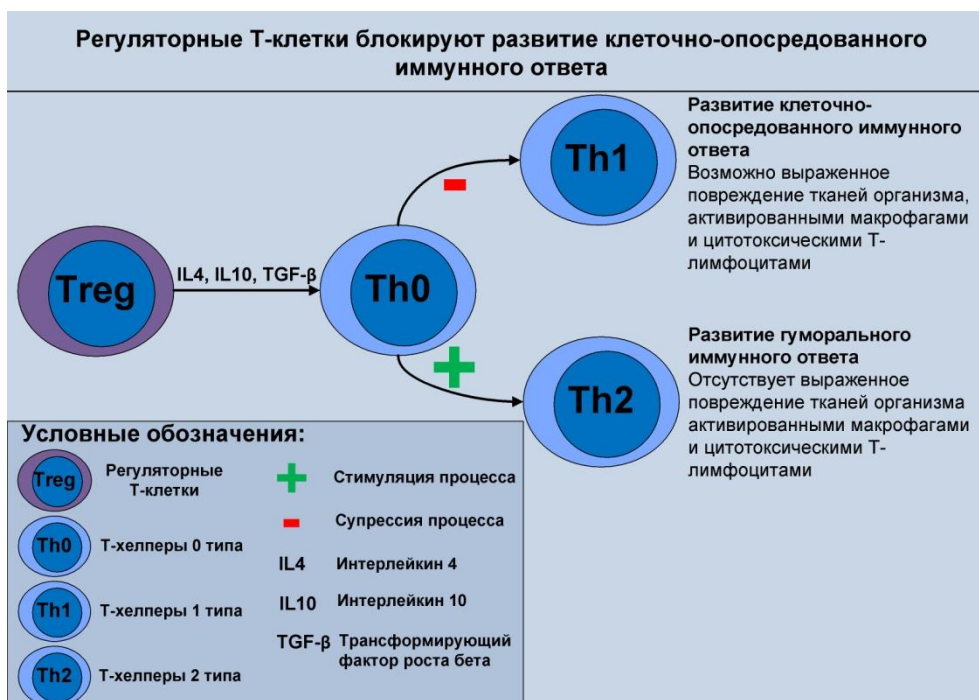 Регуляторные Т-клетки блокируют развитие клеточно-опосредованного
иммунного ответа
Treg
IL4, IL10, TGF-β
Th0
Th1
Развитие клеточно-
опосредованного иммунного
ответа
Возможно выраженное
повреждение тканей организма,
активированными макрофагами
и цитотоксическими Т-
лимфоцитами
Th2
Развитие гуморального
иммунного ответа
Отсутствует выраженное
повреждение тканей организма
активированными макрофагами
и цитотоксическими Т-
лимфоцитами
Условные обозначения:
Treg
Регуляторные
Т-клетки
Th0
Т-хелперы 0 типа
Th1
Т-хелперы 1 типа
Th2
Т-хелперы 2 типа
+ Стимуляция процесса
- Супрессия процесса
IL4 Интерлейкин 4
IL10 Интерлейкин 10
TGF-β Трансформирующий
фактор роста бета